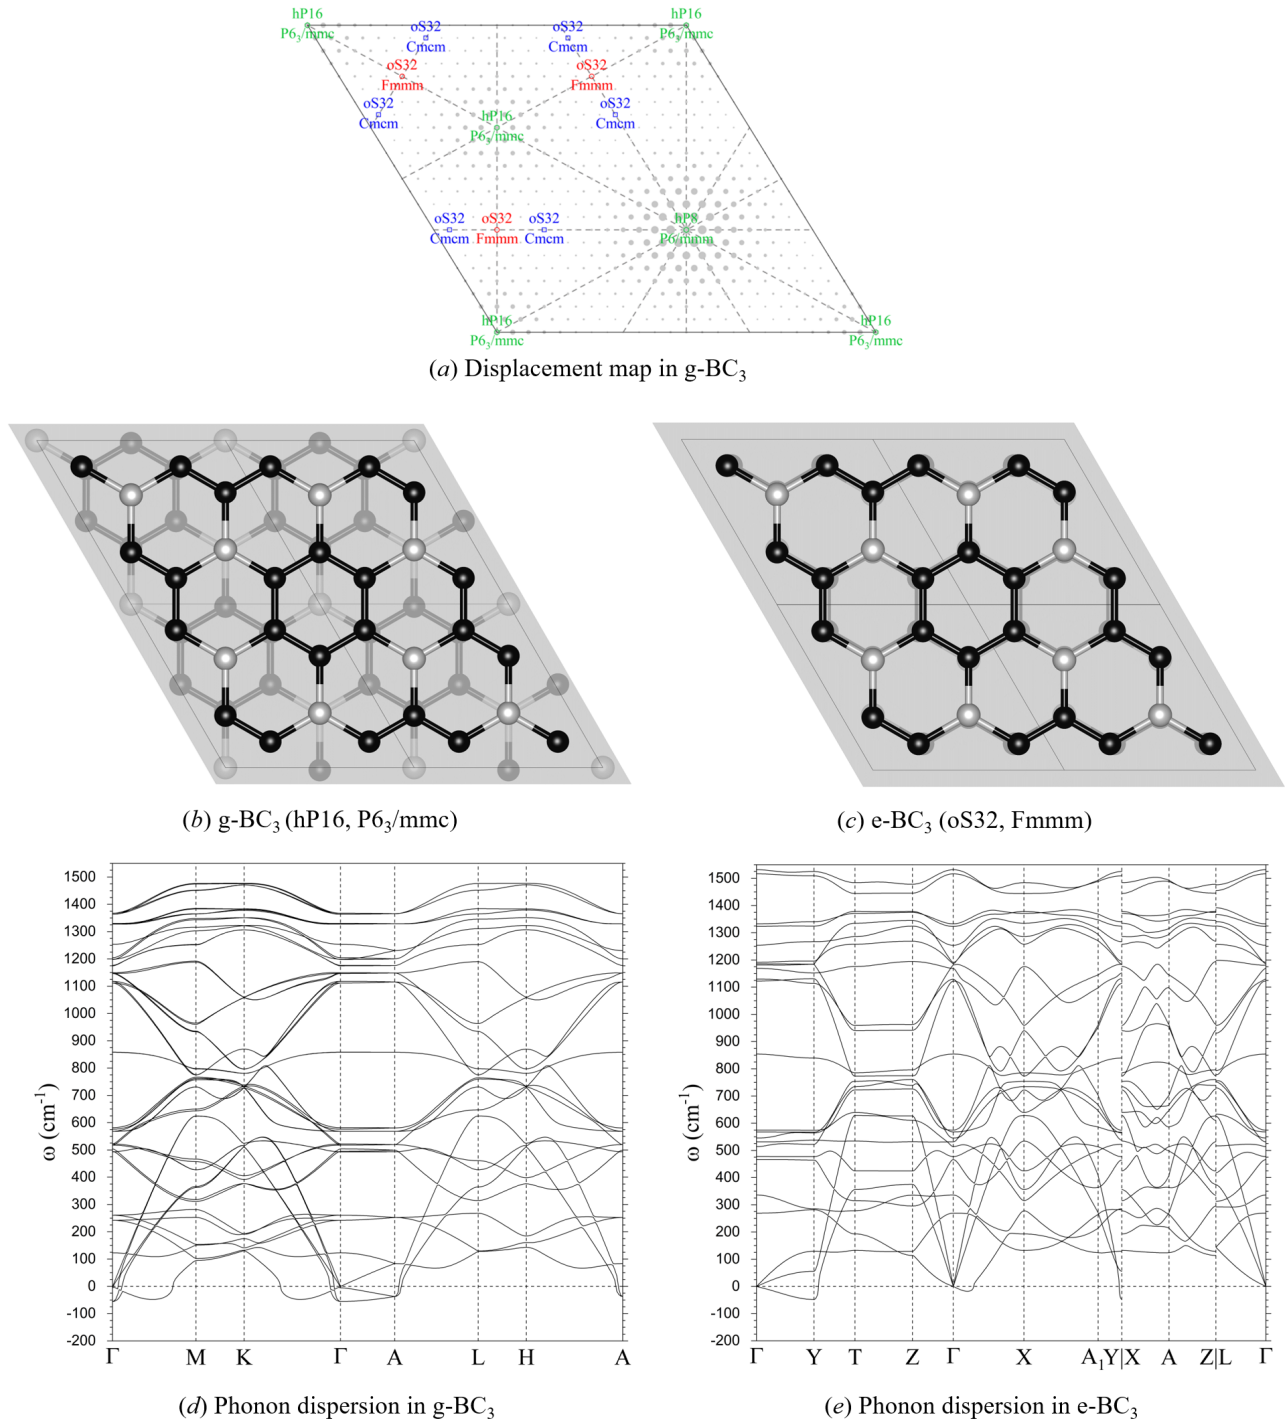 hP16 oS32 oS32 hP16
P6₃/mmc Cmcm Cmcm P6₃/mmc
oS32 oS32
Fmmm Fmmm
oS32 oS32
Cmcm Cmcm
hP16
P6₃/mmc
oS32 oS32 oS32 hP8
Cmcm Fmmm Cmcm P6/mmm
hP16 hP16
P6₃/mmc P6₃/mmc
(a) Displacement map in g-BC₃
(b) g-BC₃ (hP16, P6₃/mmc)
(c) e-BC₃ (oS32, Fmmm)
ω (cm⁻¹)
1500
1400
1300
1200
1100
1000
900
800
700
600
500
400
300
200
100
0
-100
-200
Γ M K Γ A L H A
(d) Phonon dispersion in g-BC₃
ω (cm⁻¹)
1500
1400
1300
1200
1100
1000
900
800
700
600
500
400
300
200
100
0
-100
-200
Γ Y T Z Γ X A₁Y|X A Z|L Γ
(e) Phonon dispersion in e-BC₃